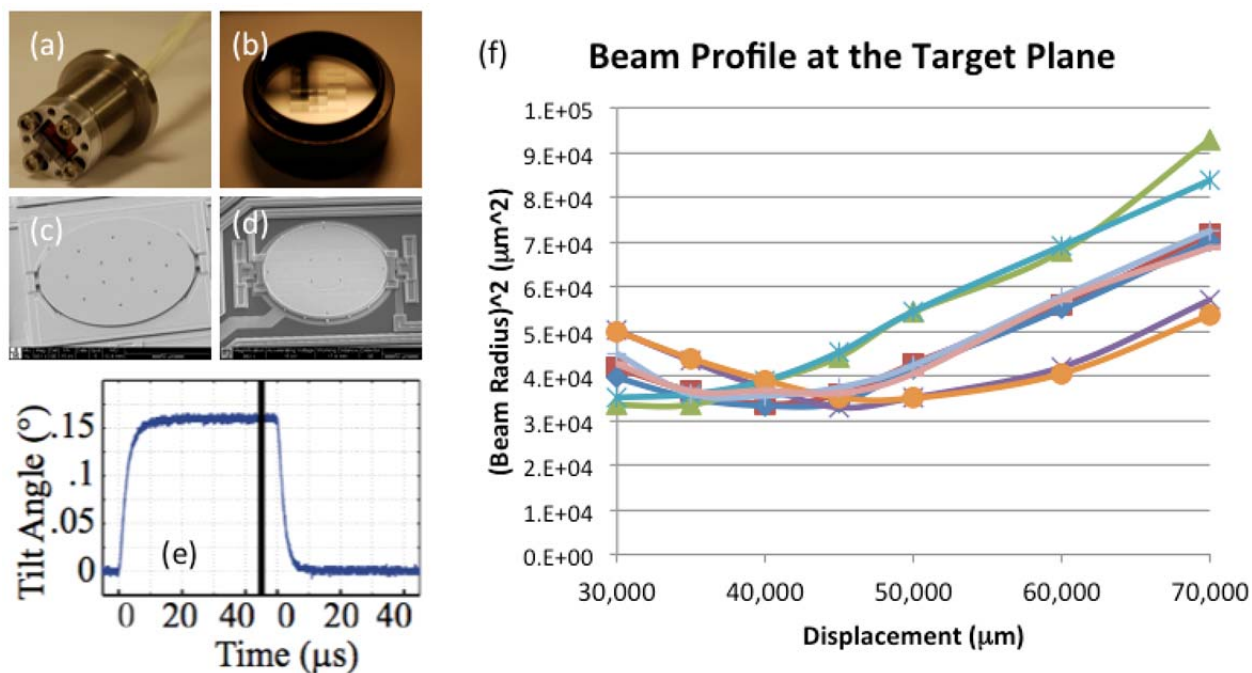 (a)
(b)
(c)
(d)
Tilt Angle (°)
.15
.1
.05
0
(e)
0 20 40 0 20 40
Time (μs)
(f)
Beam Profile at the Target Plane
(Beam Radius)^2 (μm^2)
1.E+05
9.E+04
8.E+04
7.E+04
6.E+04
5.E+04
4.E+04
3.E+04
2.E+04
1.E+04
0.E+00
30,000 40,000 50,000 60,000 70,000
Displacement (μm)